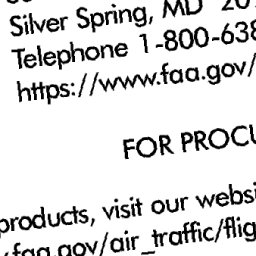 Silver Spring, MD 20
Telephone 1-800-638
https://www.faa.gov/
FOR PROCU
products, visit our websi
.faa.gov/air_traffic/flig